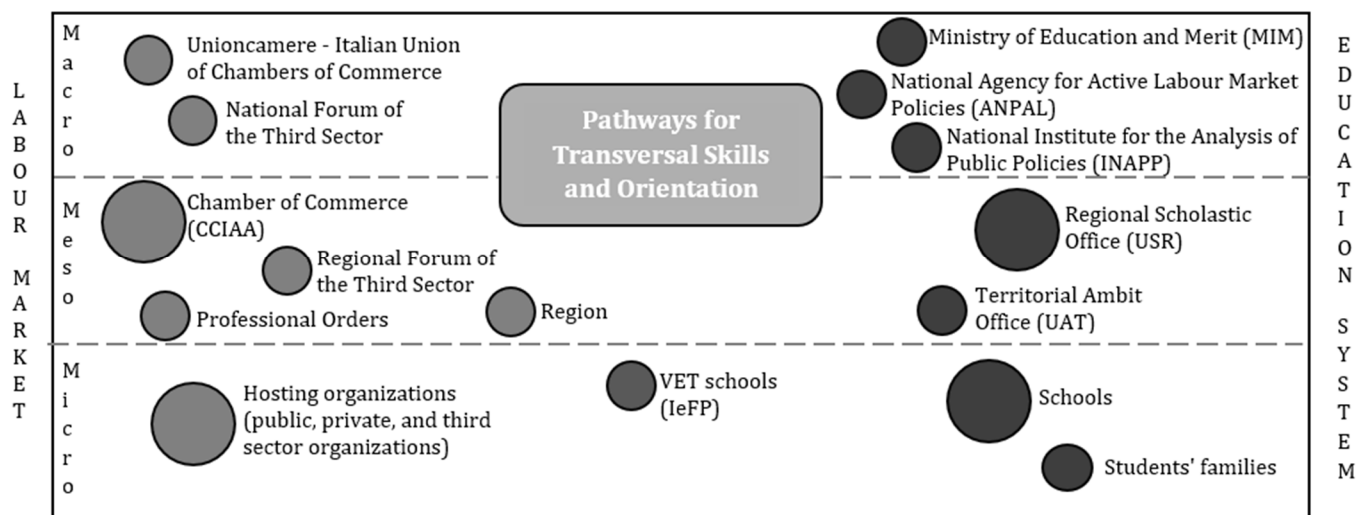 LABOUR MARKET
Macro
Unioncamere - Italian Union
of Chambers of Commerce
National Forum of
the Third Sector
Pathways for
Transversal Skills
and Orientation
Ministry of Education and Merit (MIM)
National Agency for Active Labour Market
Policies (ANPAL)
National Institute for the Analysis of
Public Policies (INAPP)
Meso
Chamber of Commerce
(CCIAA)
Regional Forum of
the Third Sector
Professional Orders
Region
Regional Scholastic
Office (USR)
Territorial Ambit
Office (UAT)
Micro
Hosting organizations
(public, private, and third
sector organizations)
VET schools
(IeFP)
Schools
Students' families
EDUCATION SYSTEM